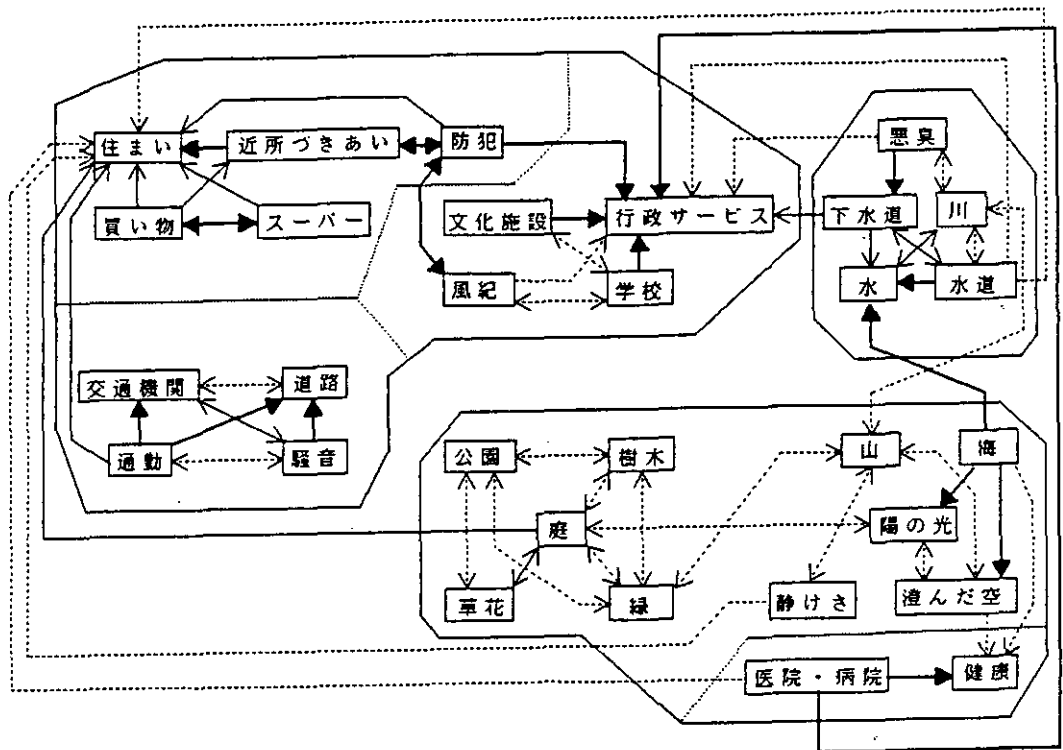 悪臭
住まい
近所づきあい
防犯
買い物
スーパー
文化施設
行政サービス
下水道
川
風紀
学校
水
水道
交通機関
道路
通勤
騒音
公園
樹木
山
海
庭
陽の光
草花
緑
静けさ
澄んだ空
医院・病院
健康